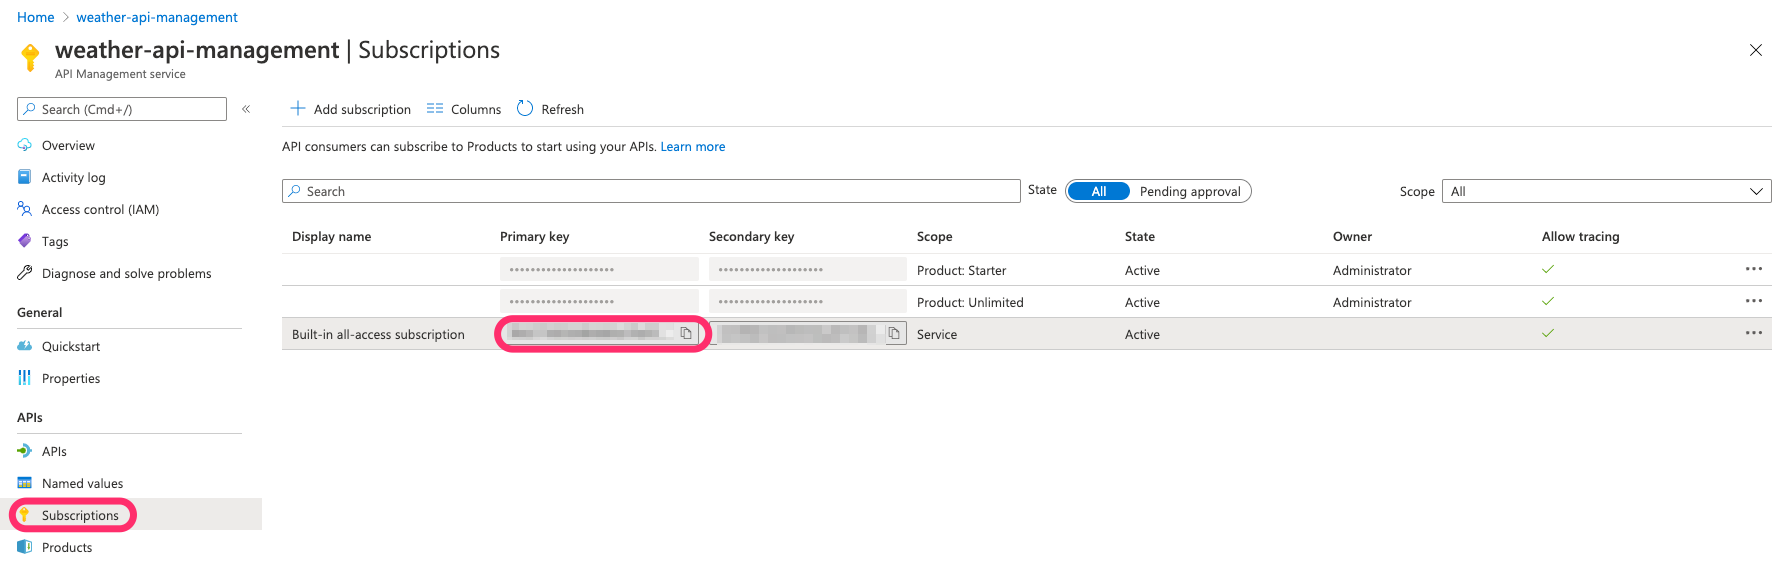 Home > weather-api-management
weather-api-management | Subscriptions
API Management service
Search (Cmd+/)
Overview
Activity log
Access control (IAM)
Tags
Diagnose and solve problems
General
Quickstart
Properties
APIs
APIs
Named values
Subscriptions
Products
Add subscription Columns Refresh
API consumers can subscribe to Products to start using your APIs. Learn more
Search State All Pending approval Scope All
Display name Primary key Secondary key Scope State Owner Allow tracing
•••••••••••••••••••• •••••••••••••••••••• Product: Starter Active Administrator
•••••••••••••••••••• •••••••••••••••••••• Product: Unlimited Active Administrator
Built-in all-access subscription Service Active